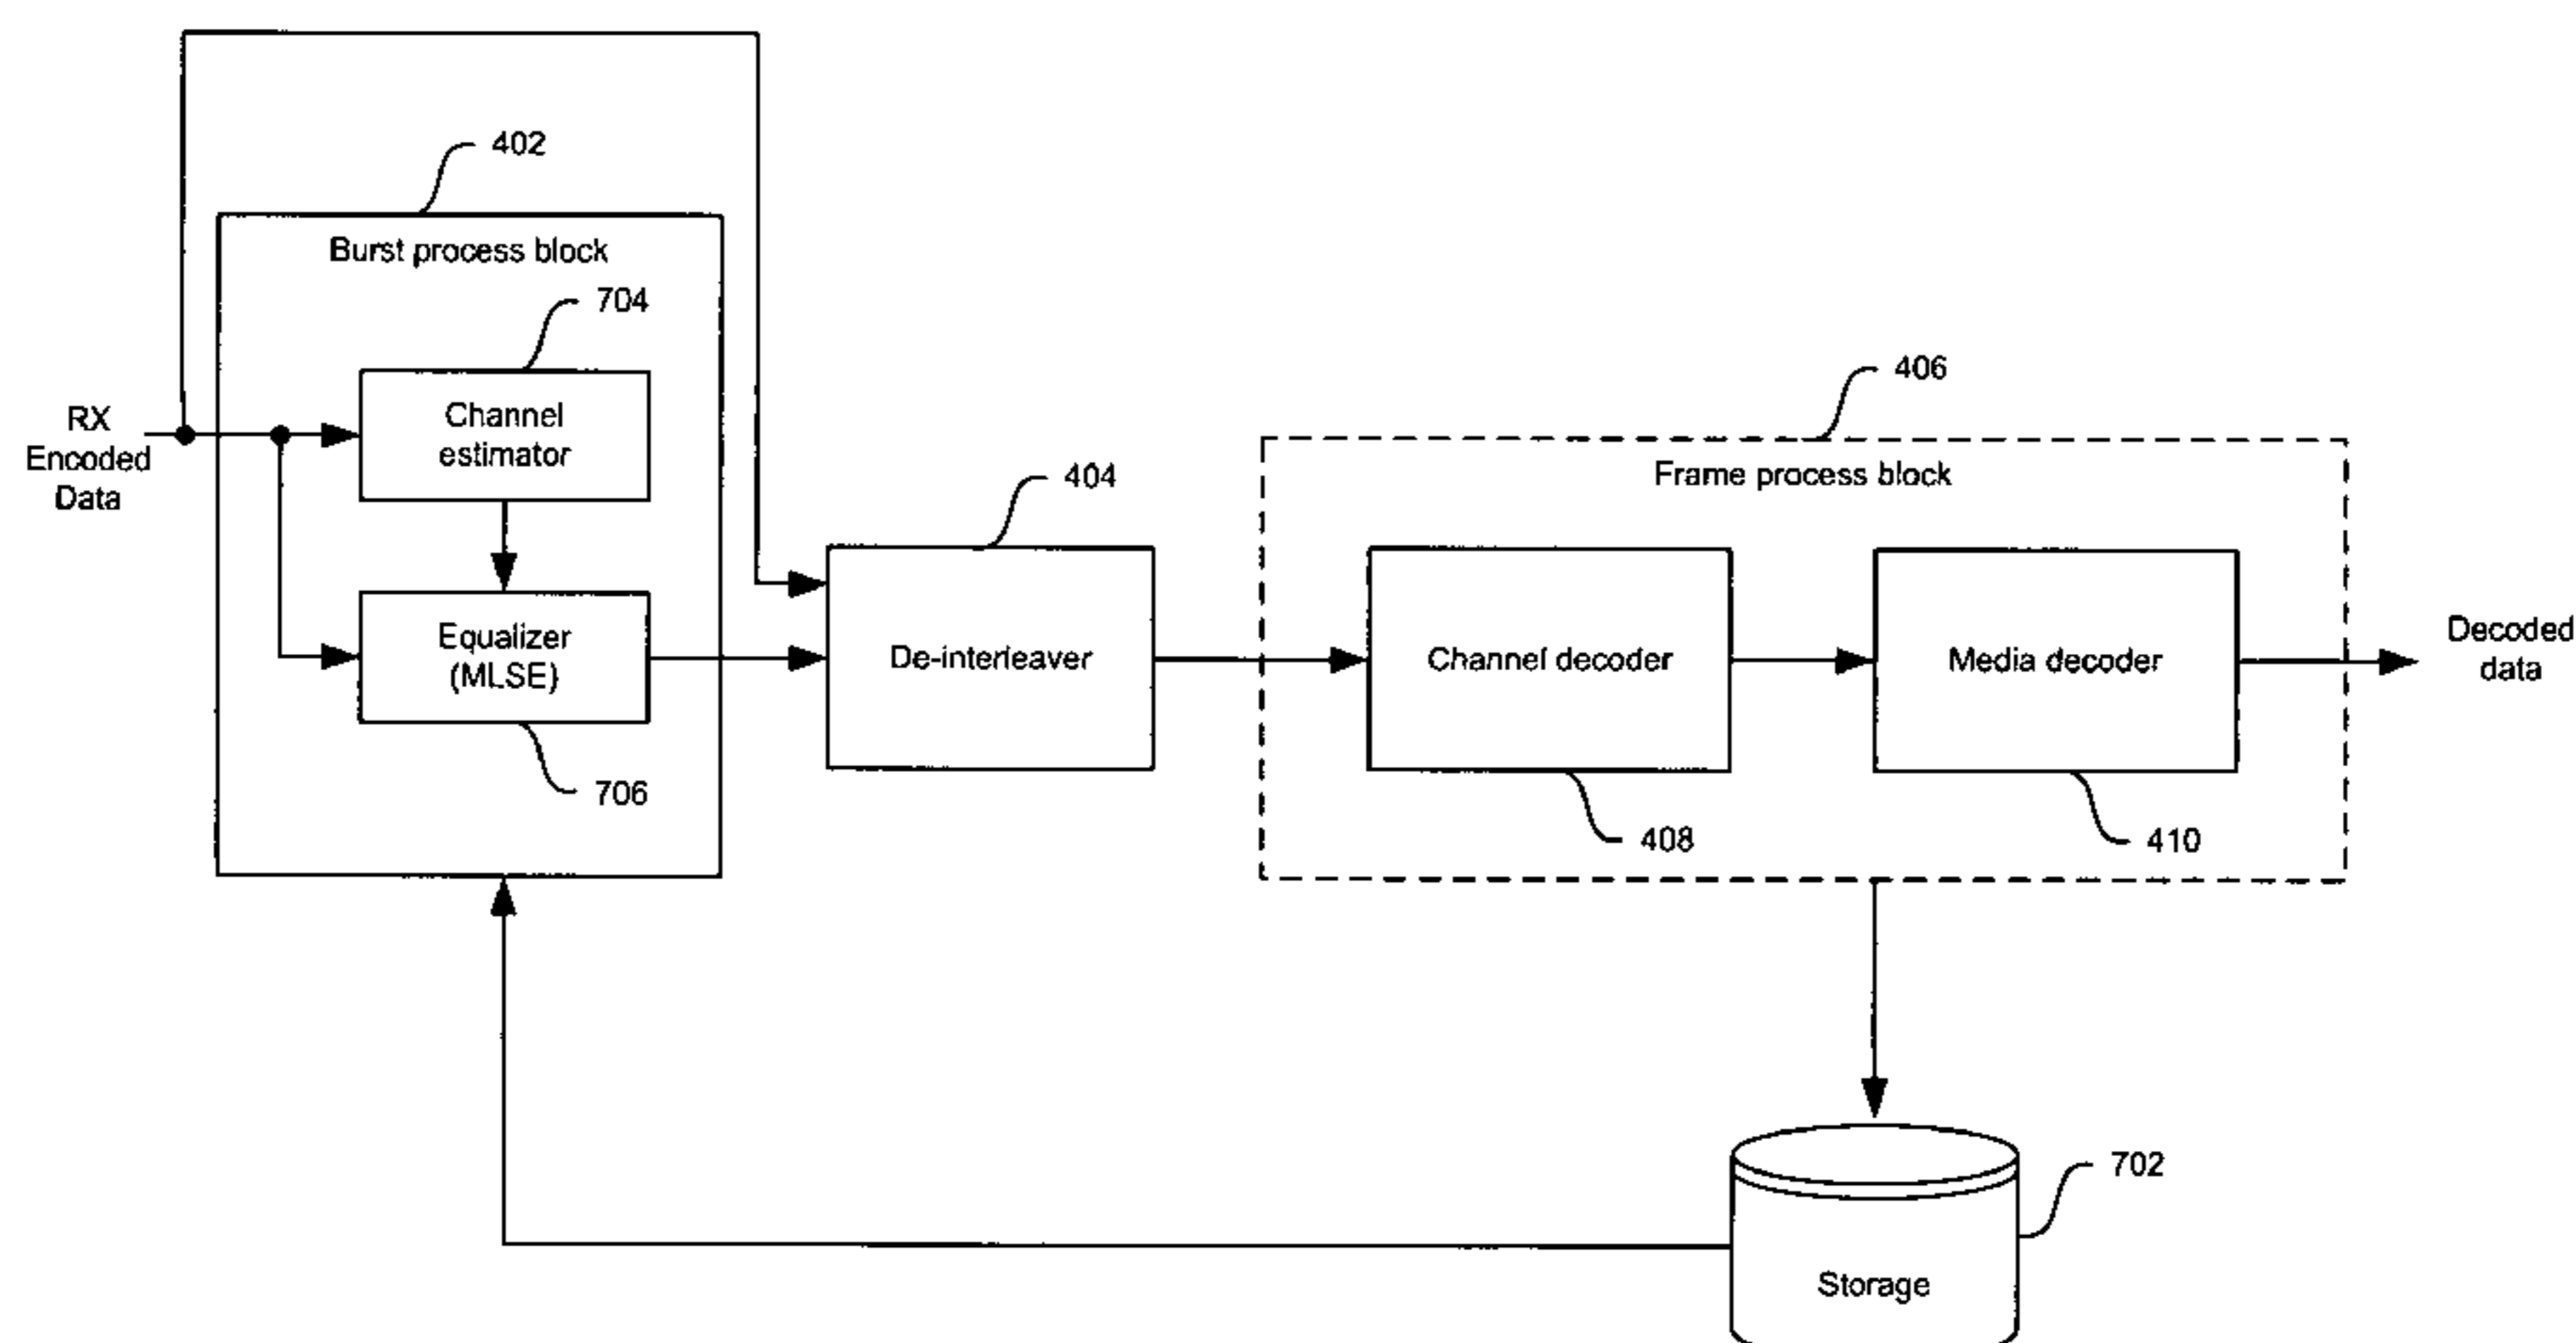 402
Burst process block
704
Channel
estimator
RX
Encoded
Data
Equalizer
(MLSE)
706
404
De-interleaver
406
Frame process block
Channel decoder
408
Media decoder
410
Decoded
data
702
Storage